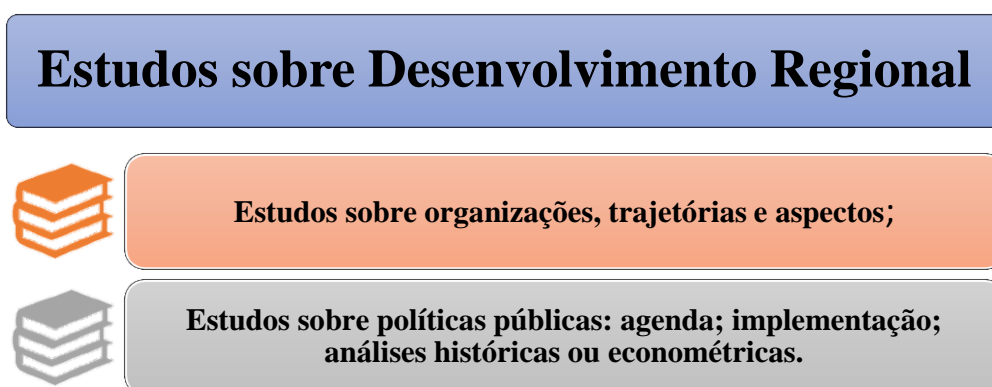 Estudos sobre Desenvolvimento Regional
Estudos sobre organizações, trajetórias e aspectos;
Estudos sobre políticas públicas: agenda; implementação;
análises históricas ou econométricas.